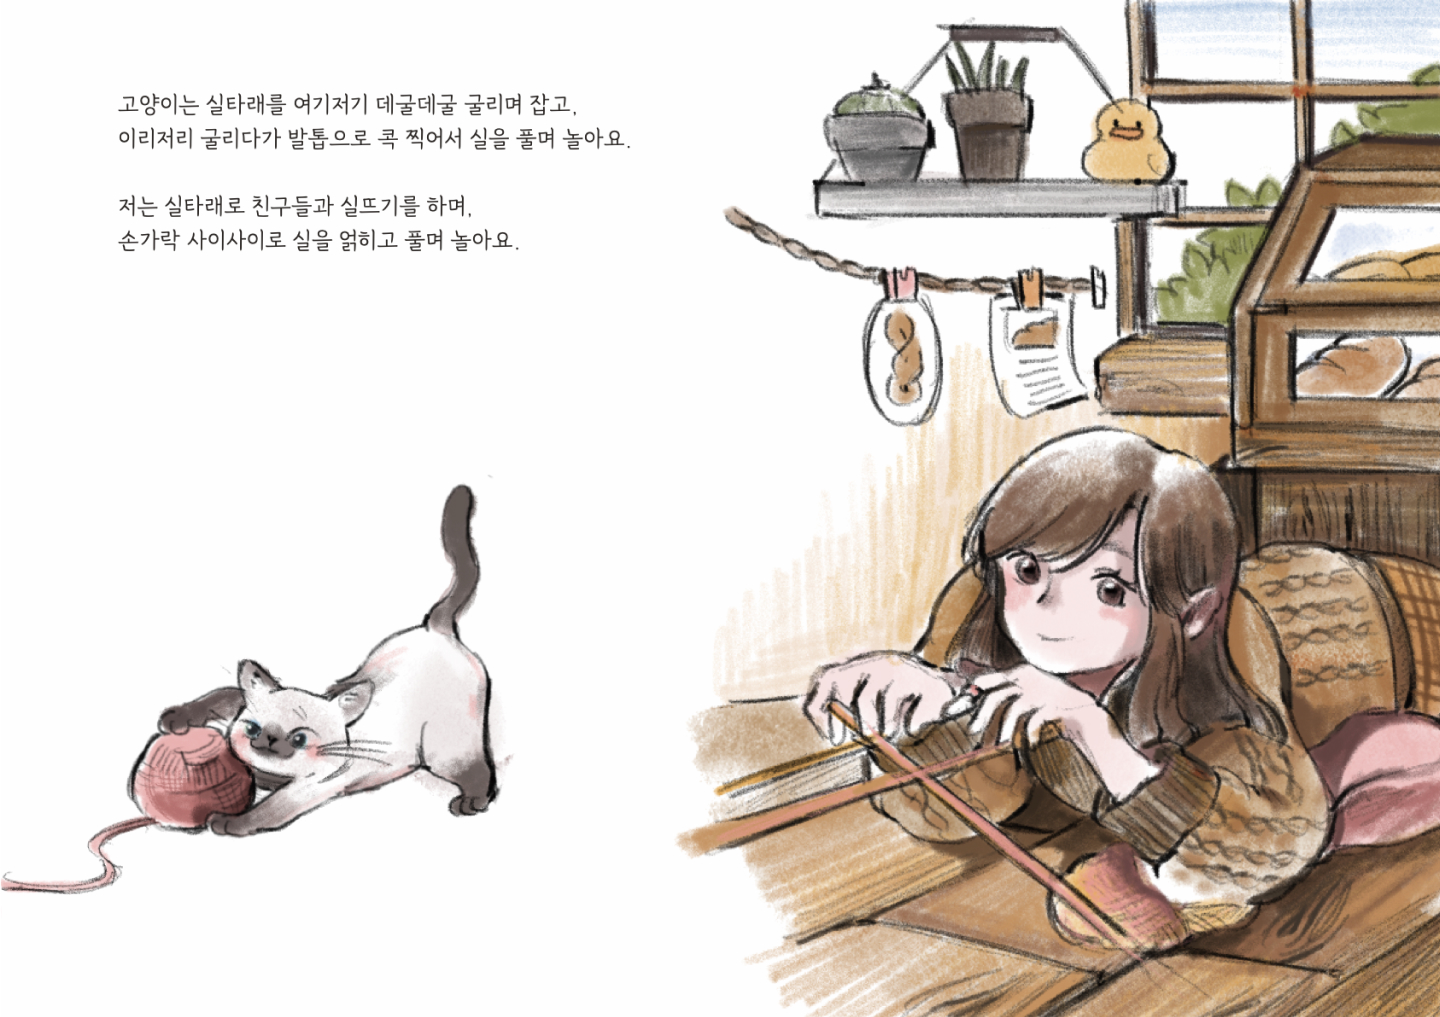 고양이는 실타래를 여기저기 데굴데굴 굴리며 잡고,
이리저리 굴리다가 발톱으로 콕 찍어서 실을 풀며 놀아요.
저는 실타래로 친구들과 실뜨기를 하며,
손가락 사이사이로 실을 얽히고 풀며 놀아요.